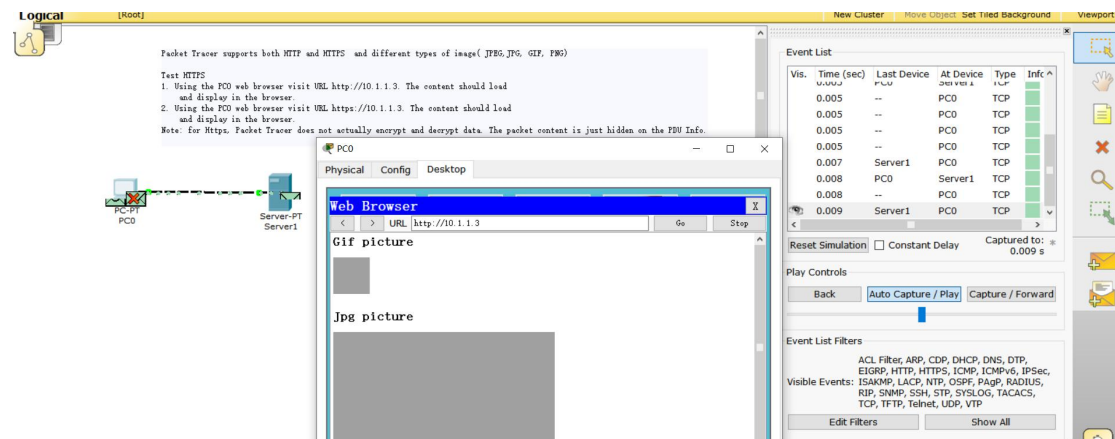 Logical
[Root]
New Cluster
Move Object
Set Tiled Background
Viewport
Packet Tracer supports both HTTP and HTTPS and different types of image( JPEG,JPG, GIF, PNG)
Test HTTPS
1. Using the PC0 web browser visit URL http://10.1.1.3. The content should load
and display in the browser.
2. Using the PC0 web browser visit URL https://10.1.1.3. The content should load
and display in the browser.
Note: for Https, Packet Tracer does not actually encrypt and decrypt data. The packet content is just hidden on the PDU Info.
PC-PT
PC0
Server-PT
Server1
PC0
Physical
Config
Desktop
Web Browser
X
<
>
URL
http://10.1.1.3
Go
Stop
Gif picture
Jpg picture
Event List
Vis.
Time (sec)
Last Device
At Device
Type
Info
0.005 PC0 Server1 TCP
0.005 -- PC0 TCP
0.005 -- PC0 TCP
0.005 -- PC0 TCP
0.005 -- PC0 TCP
0.007 Server1 PC0 TCP
0.008 PC0 Server1 TCP
0.008 -- PC0 TCP
0.009 Server1 PC0 TCP
Reset Simulation
Constant Delay
Captured to: *
0.009 s
Play Controls
Back
Auto Capture / Play
Capture / Forward
Event List Filters
Visible Events:
ACL Filter, ARP, CDP, DHCP, DNS, DTP,
EIGRP, HTTP, HTTPS, ICMP, ICMPv6, IPSec,
ISAKMP, LACP, NTP, OSPF, PAgP, RADIUS,
RIP, SNMP, SSH, STP, SYSLOG, TACACS,
TCP, TFTP, Telnet, UDP, VTP
Edit Filters
Show All